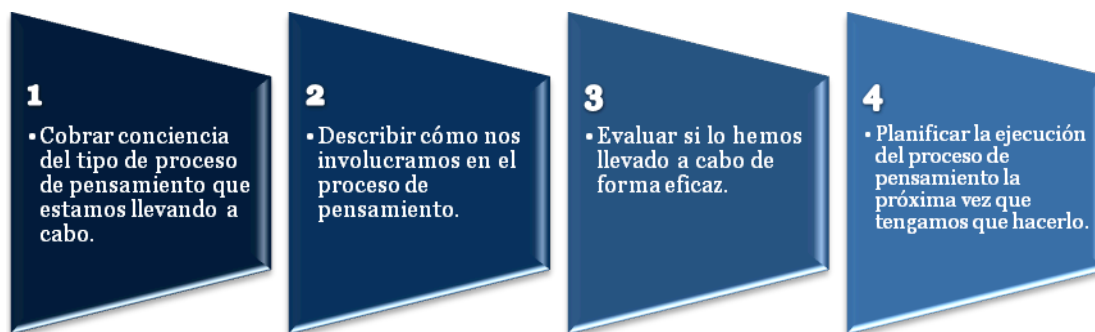 1
• Cobrar conciencia
del tipo de proceso
de pensamiento que
estamos llevando a
cabo.
2
• Describir cómo nos
involucramos en el
proceso de
pensamiento.
3
• Evaluar si lo hemos
llevado a cabo de
forma eficaz.
4
• Planificar la ejecución
del proceso de
pensamiento la
próxima vez que
tengamos que hacerlo.